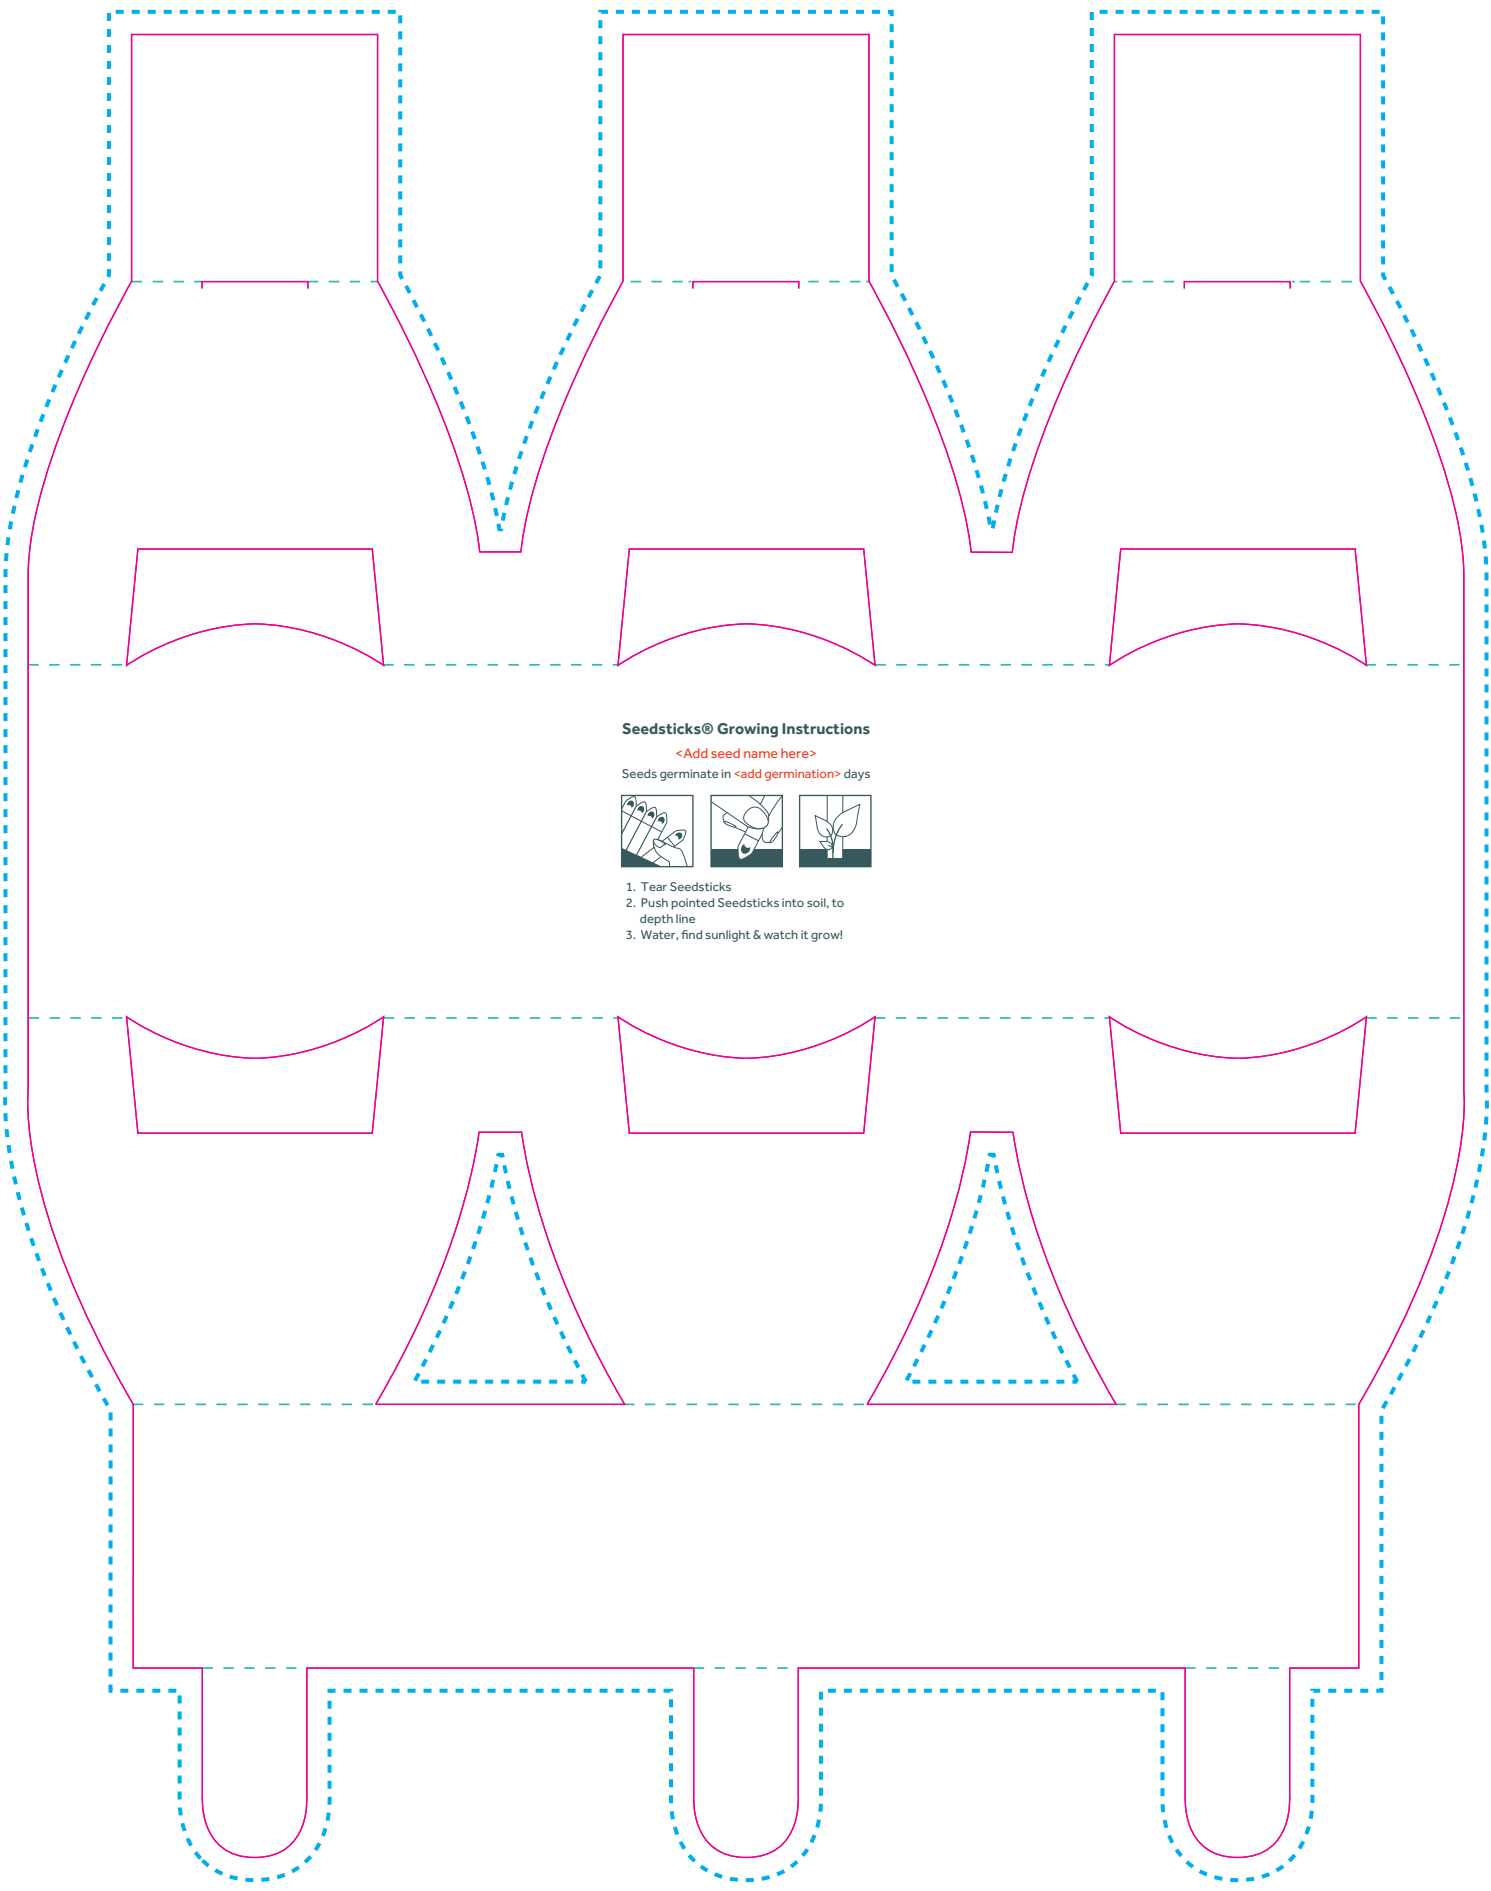 Seedsticks® Growing Instructions
<Add seed name here>
Seeds germinate in <add germination> days
1. Tear Seedsticks
2. Push pointed Seedsticks into soil, to
depth line
3. Water, find sunlight & watch it grow!